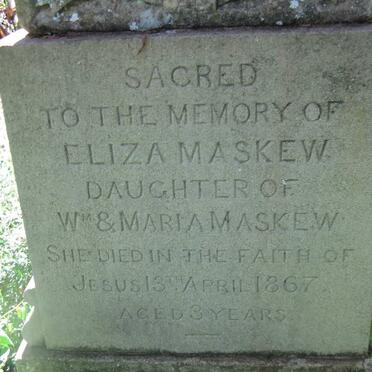 SACRED
TO THE MEMORY OF
ELIZA MASKEW
DAUGHTER OF
WM & MARIA MASKEW
SHE DIED IN THE FAITH OF
JESUS 13TH APRIL 1867
AGED 3 YEARS